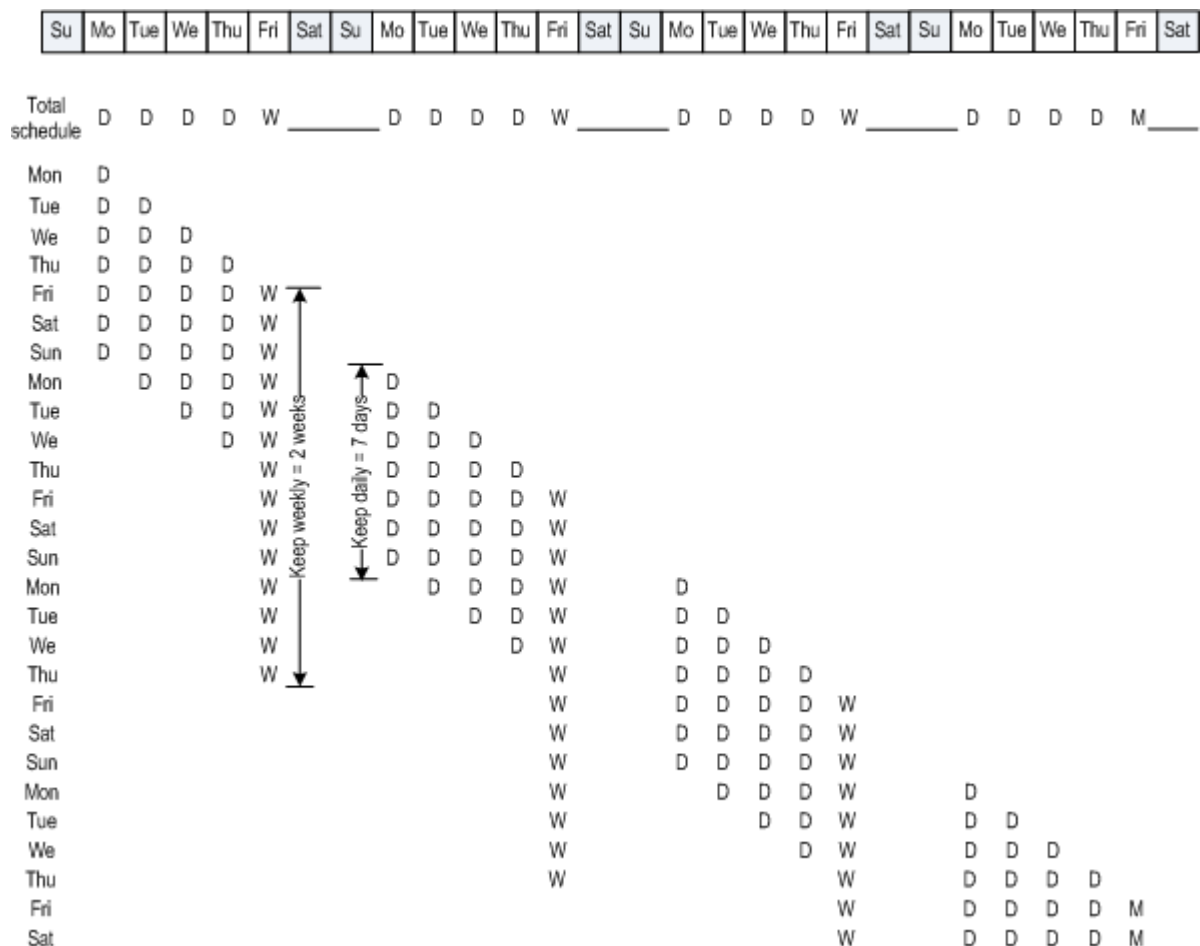 Su Mo Tue We Thu Fri Sat Su Mo Tue We Thu Fri Sat Su Mo Tue We Thu Fri Sat Su Mo Tue We Thu Fri Sat
Total
schedule D D D D W D D D D W D D D D W D D D D M
Mon D
Tue D D
We D D D
Thu D D D D
Fri D D D D W
Sat D D D D W
Sun D D D D W
Mon D D D W D
Tue D D W D D
We D W D D D
Thu W D D D D
Fri W D D D D W
Sat W D D D D W
Sun W D D D D W
Mon W D D D W D
Tue W D D W D D
We W D W D D D
Thu W W D D D D
Fri W D D D D W
Sat W D D D D W
Sun W D D D D W
Mon W D D D W D
Tue W D D W D D
We W D W D D D
Thu W W D D D D
Fri W D D D D M
Sat W D D D D M
Keep weekly = 2 weeks
Keep daily = 7 days